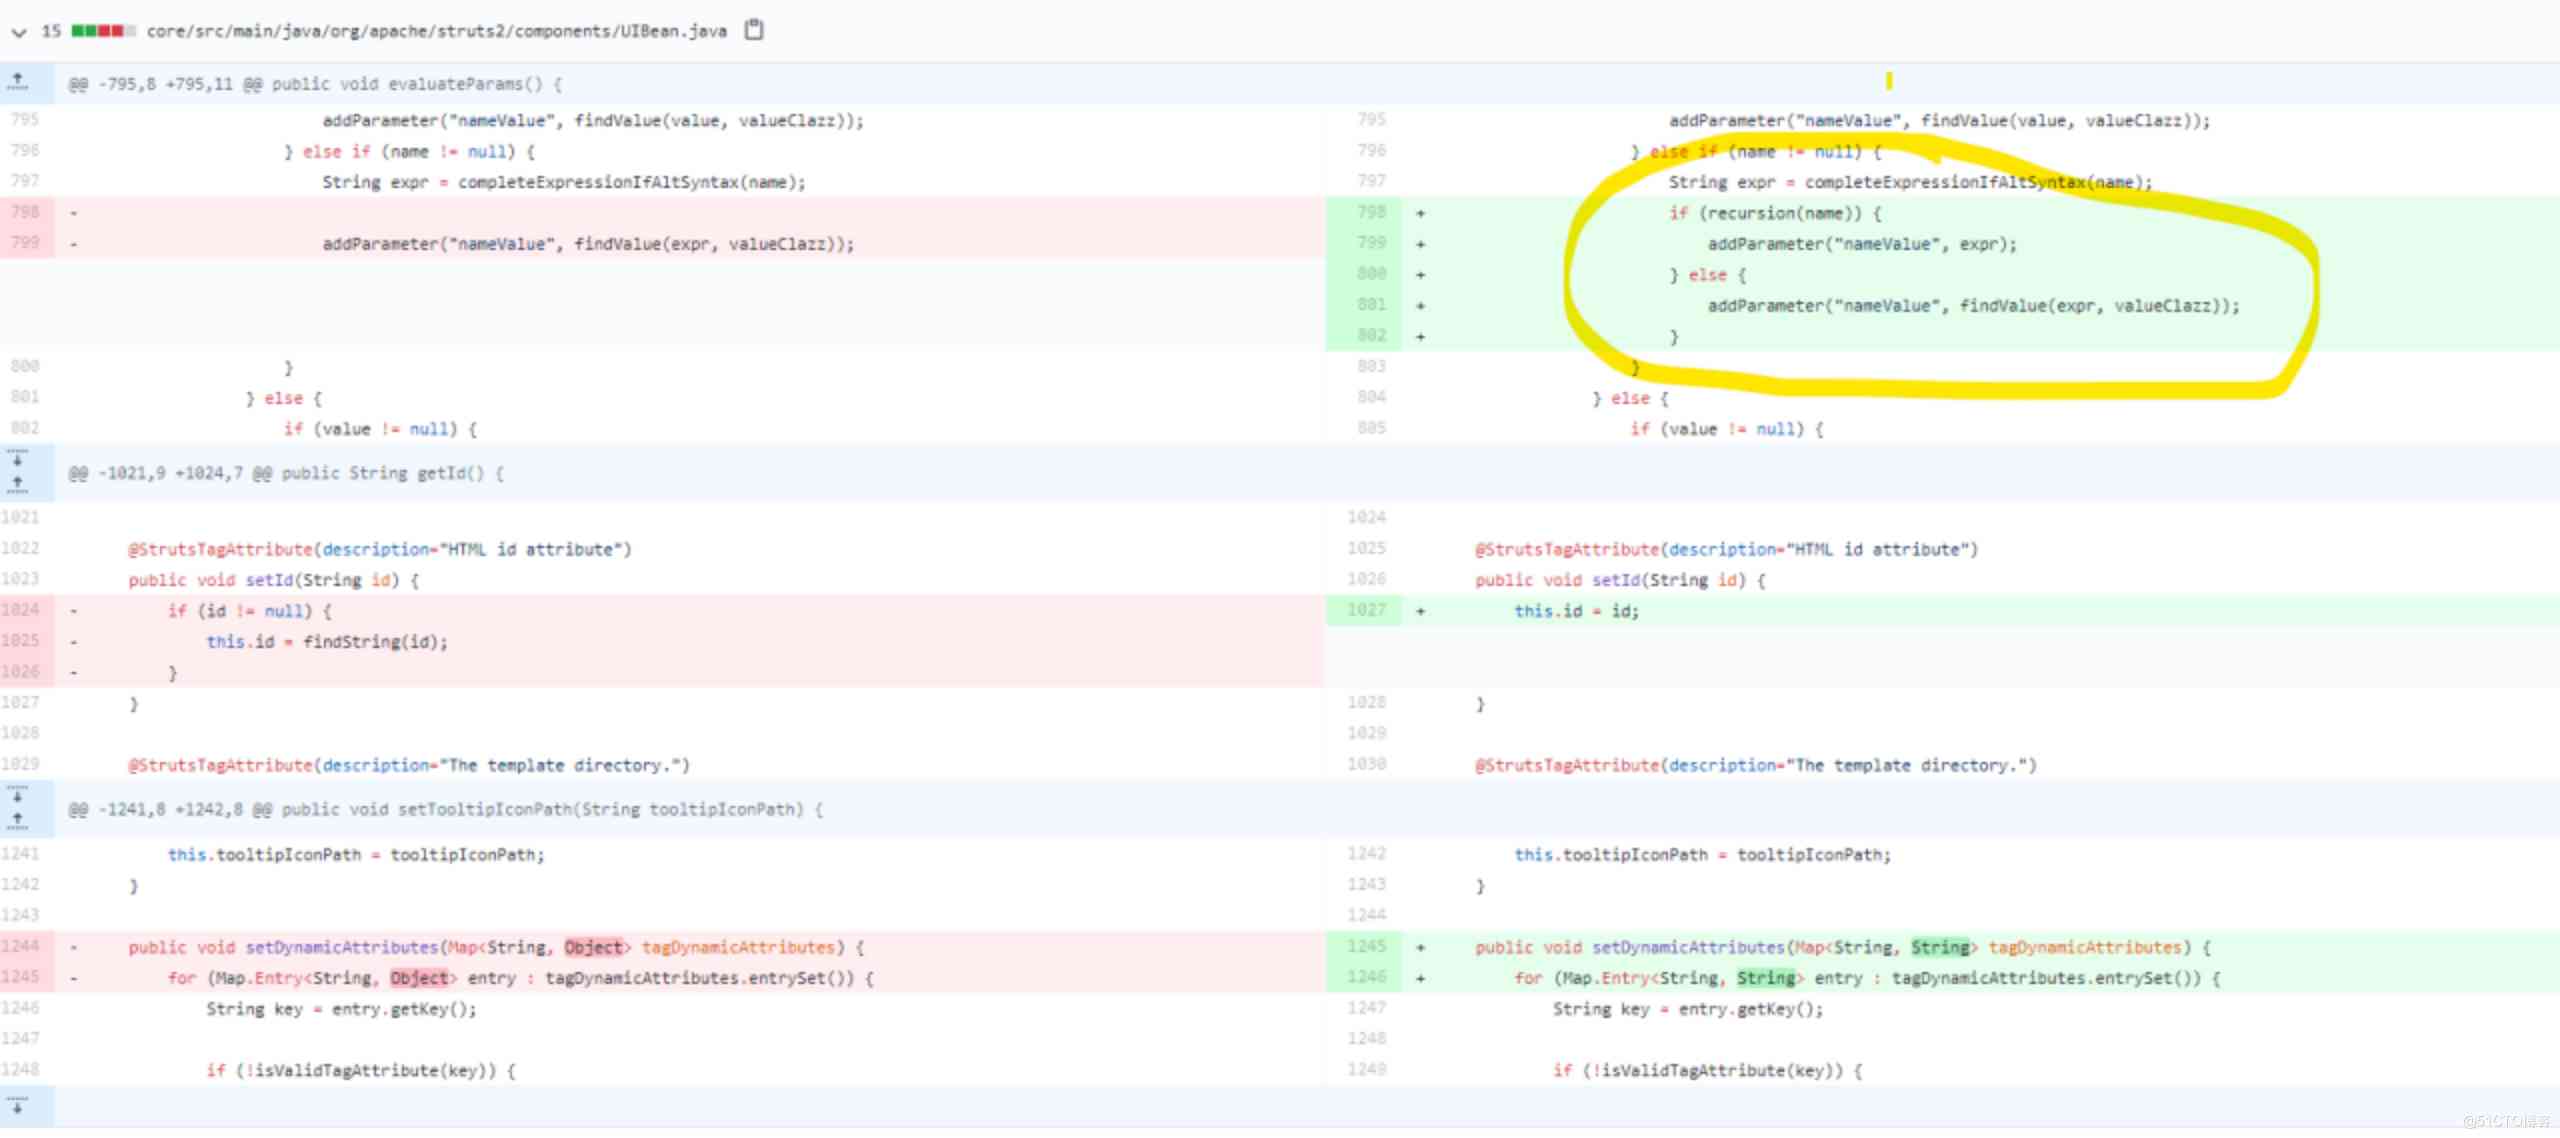 15 core/src/main/java/org/apache/struts2/components/UIBean.java
@@ -795,8 +795,11 @@ public void evaluateParams() {
795 addParameter("nameValue", findValue(value, valueClazz));
796 } else if (name != null) {
797 String expr = completeExpressionIfAltSyntax(name);
798 -
799 - addParameter("nameValue", findValue(expr, valueClazz));
800 }
801 } else {
802 if (value != null) {
795 addParameter("nameValue", findValue(value, valueClazz));
796 } else if (name != null) {
797 String expr = completeExpressionIfAltSyntax(name);
798 + if (recursion(name)) {
799 + addParameter("nameValue", expr);
800 + } else {
801 + addParameter("nameValue", findValue(expr, valueClazz));
802 + }
803 }
804 } else {
805 if (value != null) {
@@ -1021,9 +1024,7 @@ public String getId() {
1021
1022 @StrutsTagAttribute(description="HTML id attribute")
1023 public void setId(String id) {
1024 - if (id != null) {
1025 - this.id = findString(id);
1026 - }
1027 }
1028
1029 @StrutsTagAttribute(description="The template directory.")
1024
1025 @StrutsTagAttribute(description="HTML id attribute")
1026 public void setId(String id) {
1027 + this.id = id;
1028 }
1029
1030 @StrutsTagAttribute(description="The template directory.")
@@ -1241,8 +1242,8 @@ public void setTooltipIconPath(String tooltipIconPath) {
1241 this.tooltipIconPath = tooltipIconPath;
1242 }
1243
1244 - public void setDynamicAttributes(Map<String, Object> tagDynamicAttributes) {
1245 - for (Map.Entry<String, Object> entry : tagDynamicAttributes.entrySet()) {
1246 String key = entry.getKey();
1247
1248 if (!isValidTagAttribute(key)) {
1242 this.tooltipIconPath = tooltipIconPath;
1243 }
1244
1245 + public void setDynamicAttributes(Map<String, String> tagDynamicAttributes) {
1246 + for (Map.Entry<String, String> entry : tagDynamicAttributes.entrySet()) {
1247 String key = entry.getKey();
1248
1249 if (!isValidTagAttribute(key)) {
@51CTO博客